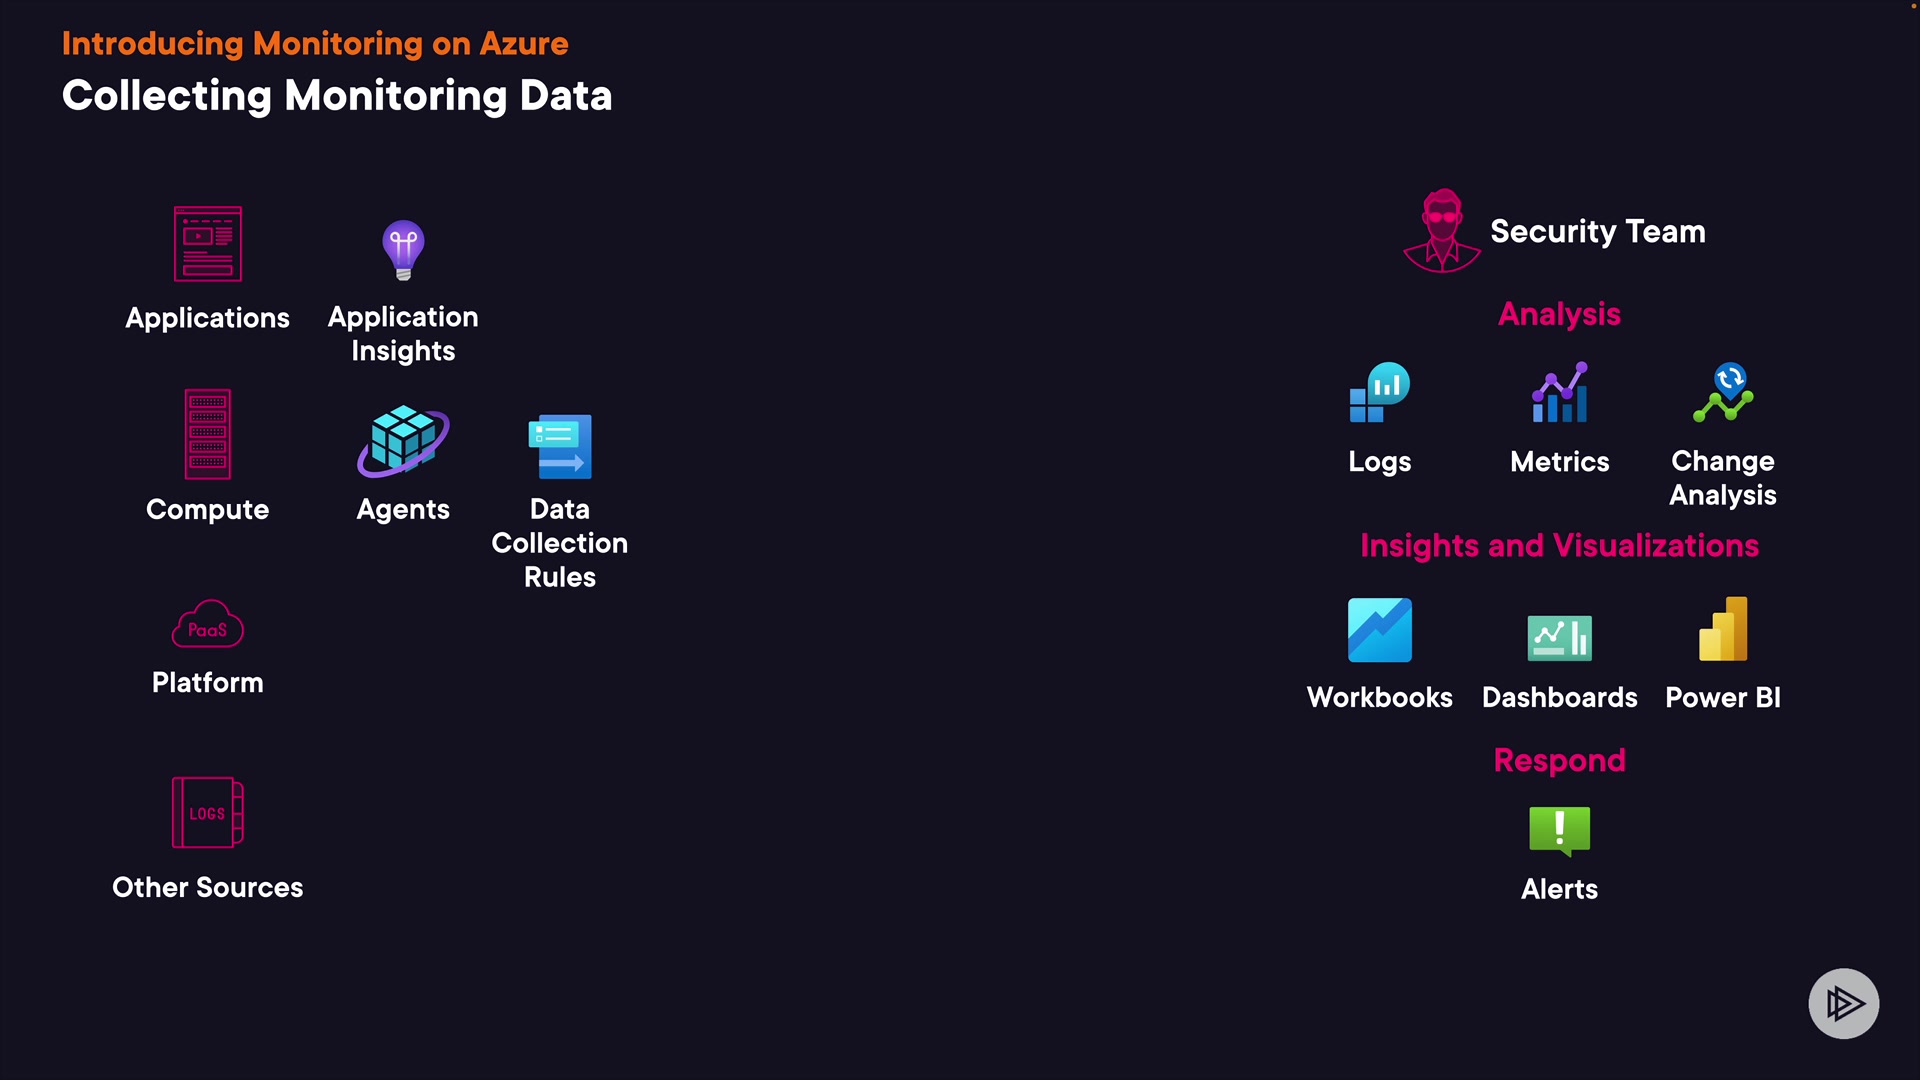 Introducing Monitoring on Azure
Collecting Monitoring Data
Applications
Application
Insights
Compute
Agents
Data
Collection
Rules
PaaS
Platform
LOGS
Other Sources
Security Team
Analysis
Logs
Metrics
Change
Analysis
Insights and Visualizations
Workbooks
Dashboards
Power BI
Respond
Alerts